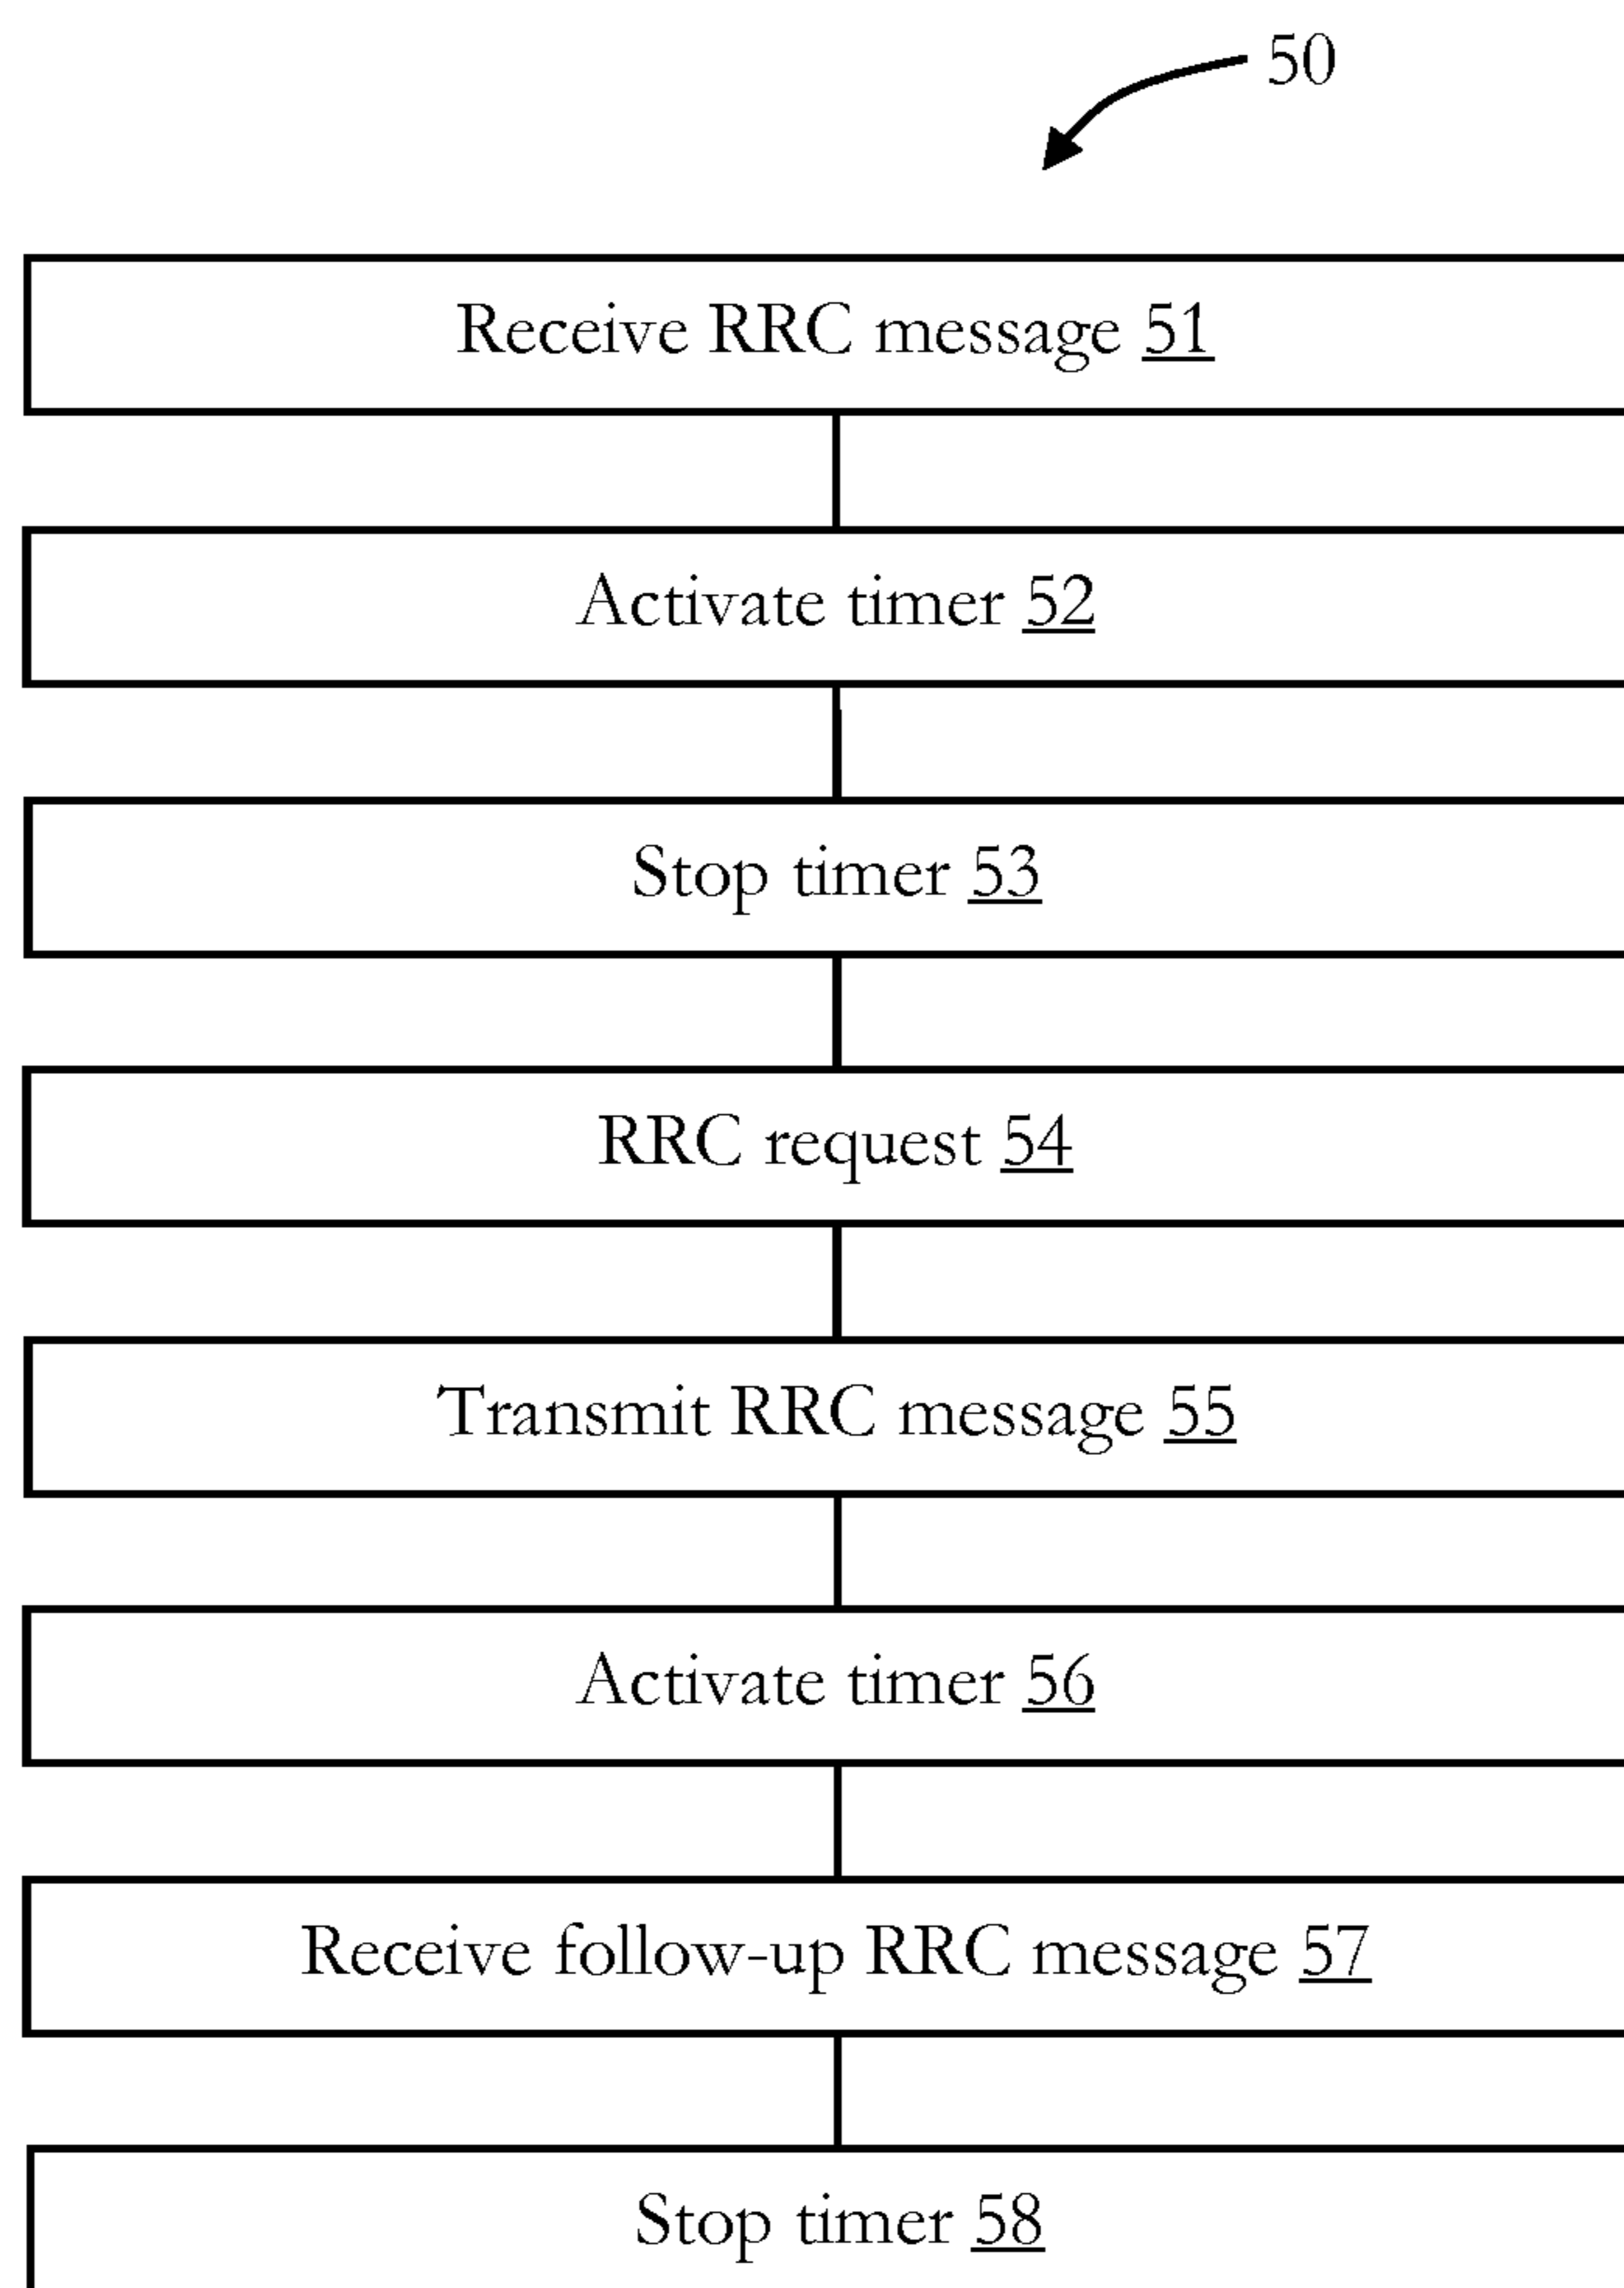 50
Receive RRC message 51
Activate timer 52
Stop timer 53
RRC request 54
Transmit RRC message 55
Activate timer 56
Receive follow-up RRC message 57
Stop timer 58